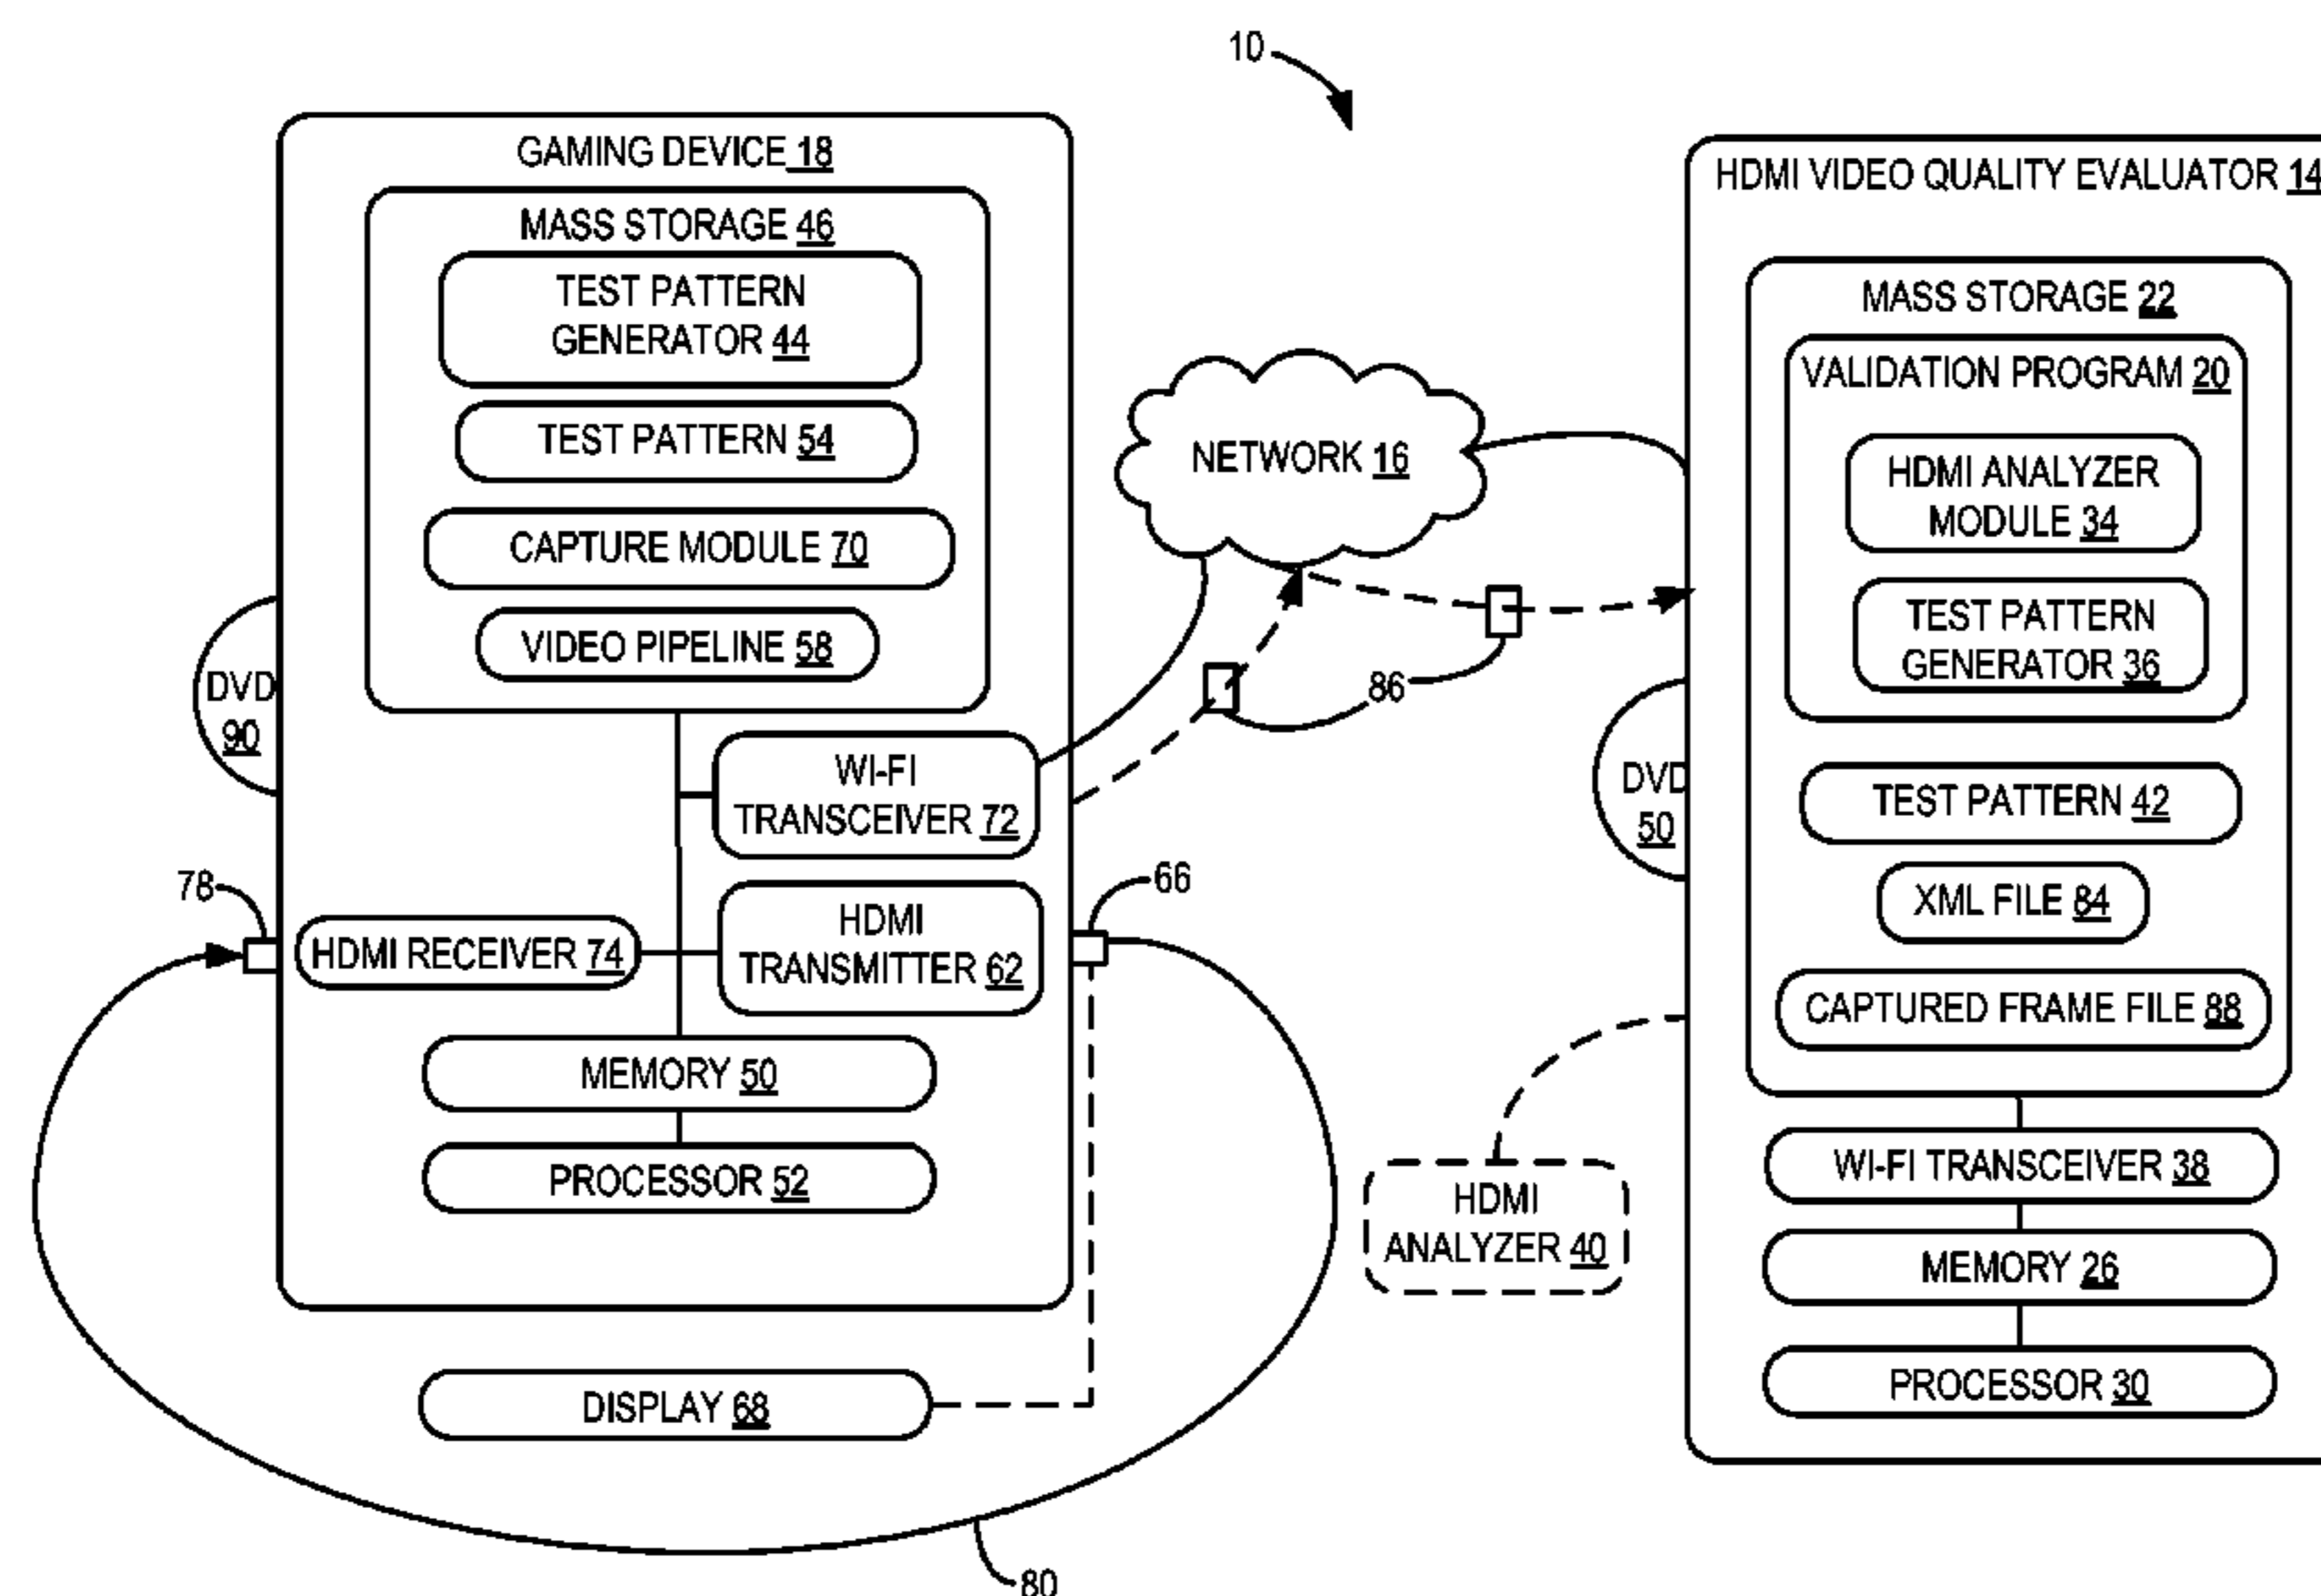 10
GAMING DEVICE 18
MASS STORAGE 46
TEST PATTERN
GENERATOR 44
TEST PATTERN 54
CAPTURE MODULE 70
VIDEO PIPELINE 58
DVD
90
WI-FI
TRANSCEIVER 72
78
HDMI RECEIVER 74
HDMI
TRANSMITTER 62
66
MEMORY 50
PROCESSOR 52
DISPLAY 68
80
NETWORK 16
86
HDMI
ANALYZER 40
HDMI VIDEO QUALITY EVALUATOR 14
MASS STORAGE 22
VALIDATION PROGRAM 20
HDMI ANALYZER
MODULE 34
TEST PATTERN
GENERATOR 36
DVD
50
TEST PATTERN 42
XML FILE 84
CAPTURED FRAME FILE 88
WI-FI TRANSCEIVER 38
MEMORY 26
PROCESSOR 30